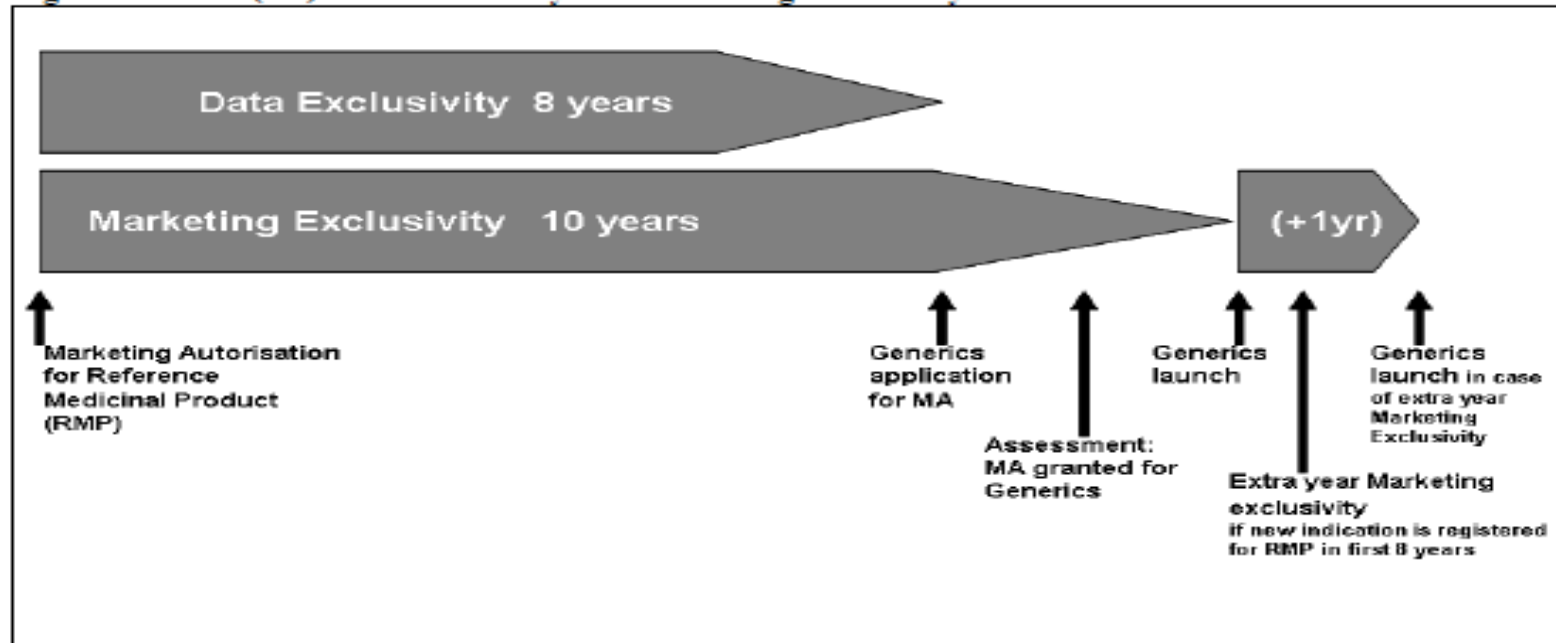 Data Exclusivity 8 years
Marketing Exclusivity 10 years
(+1yr)
Marketing Autorisation
for Reference
Medicinal Product
(RMP)
Generics
application
for MA
Assessment:
MA granted for
Generics
Generics
launch
Extra year Marketing
exclusivity
if new indication is registered
for RMP in first 8 years
Generics
launch in case
of extra year
Marketing
Exclusivity